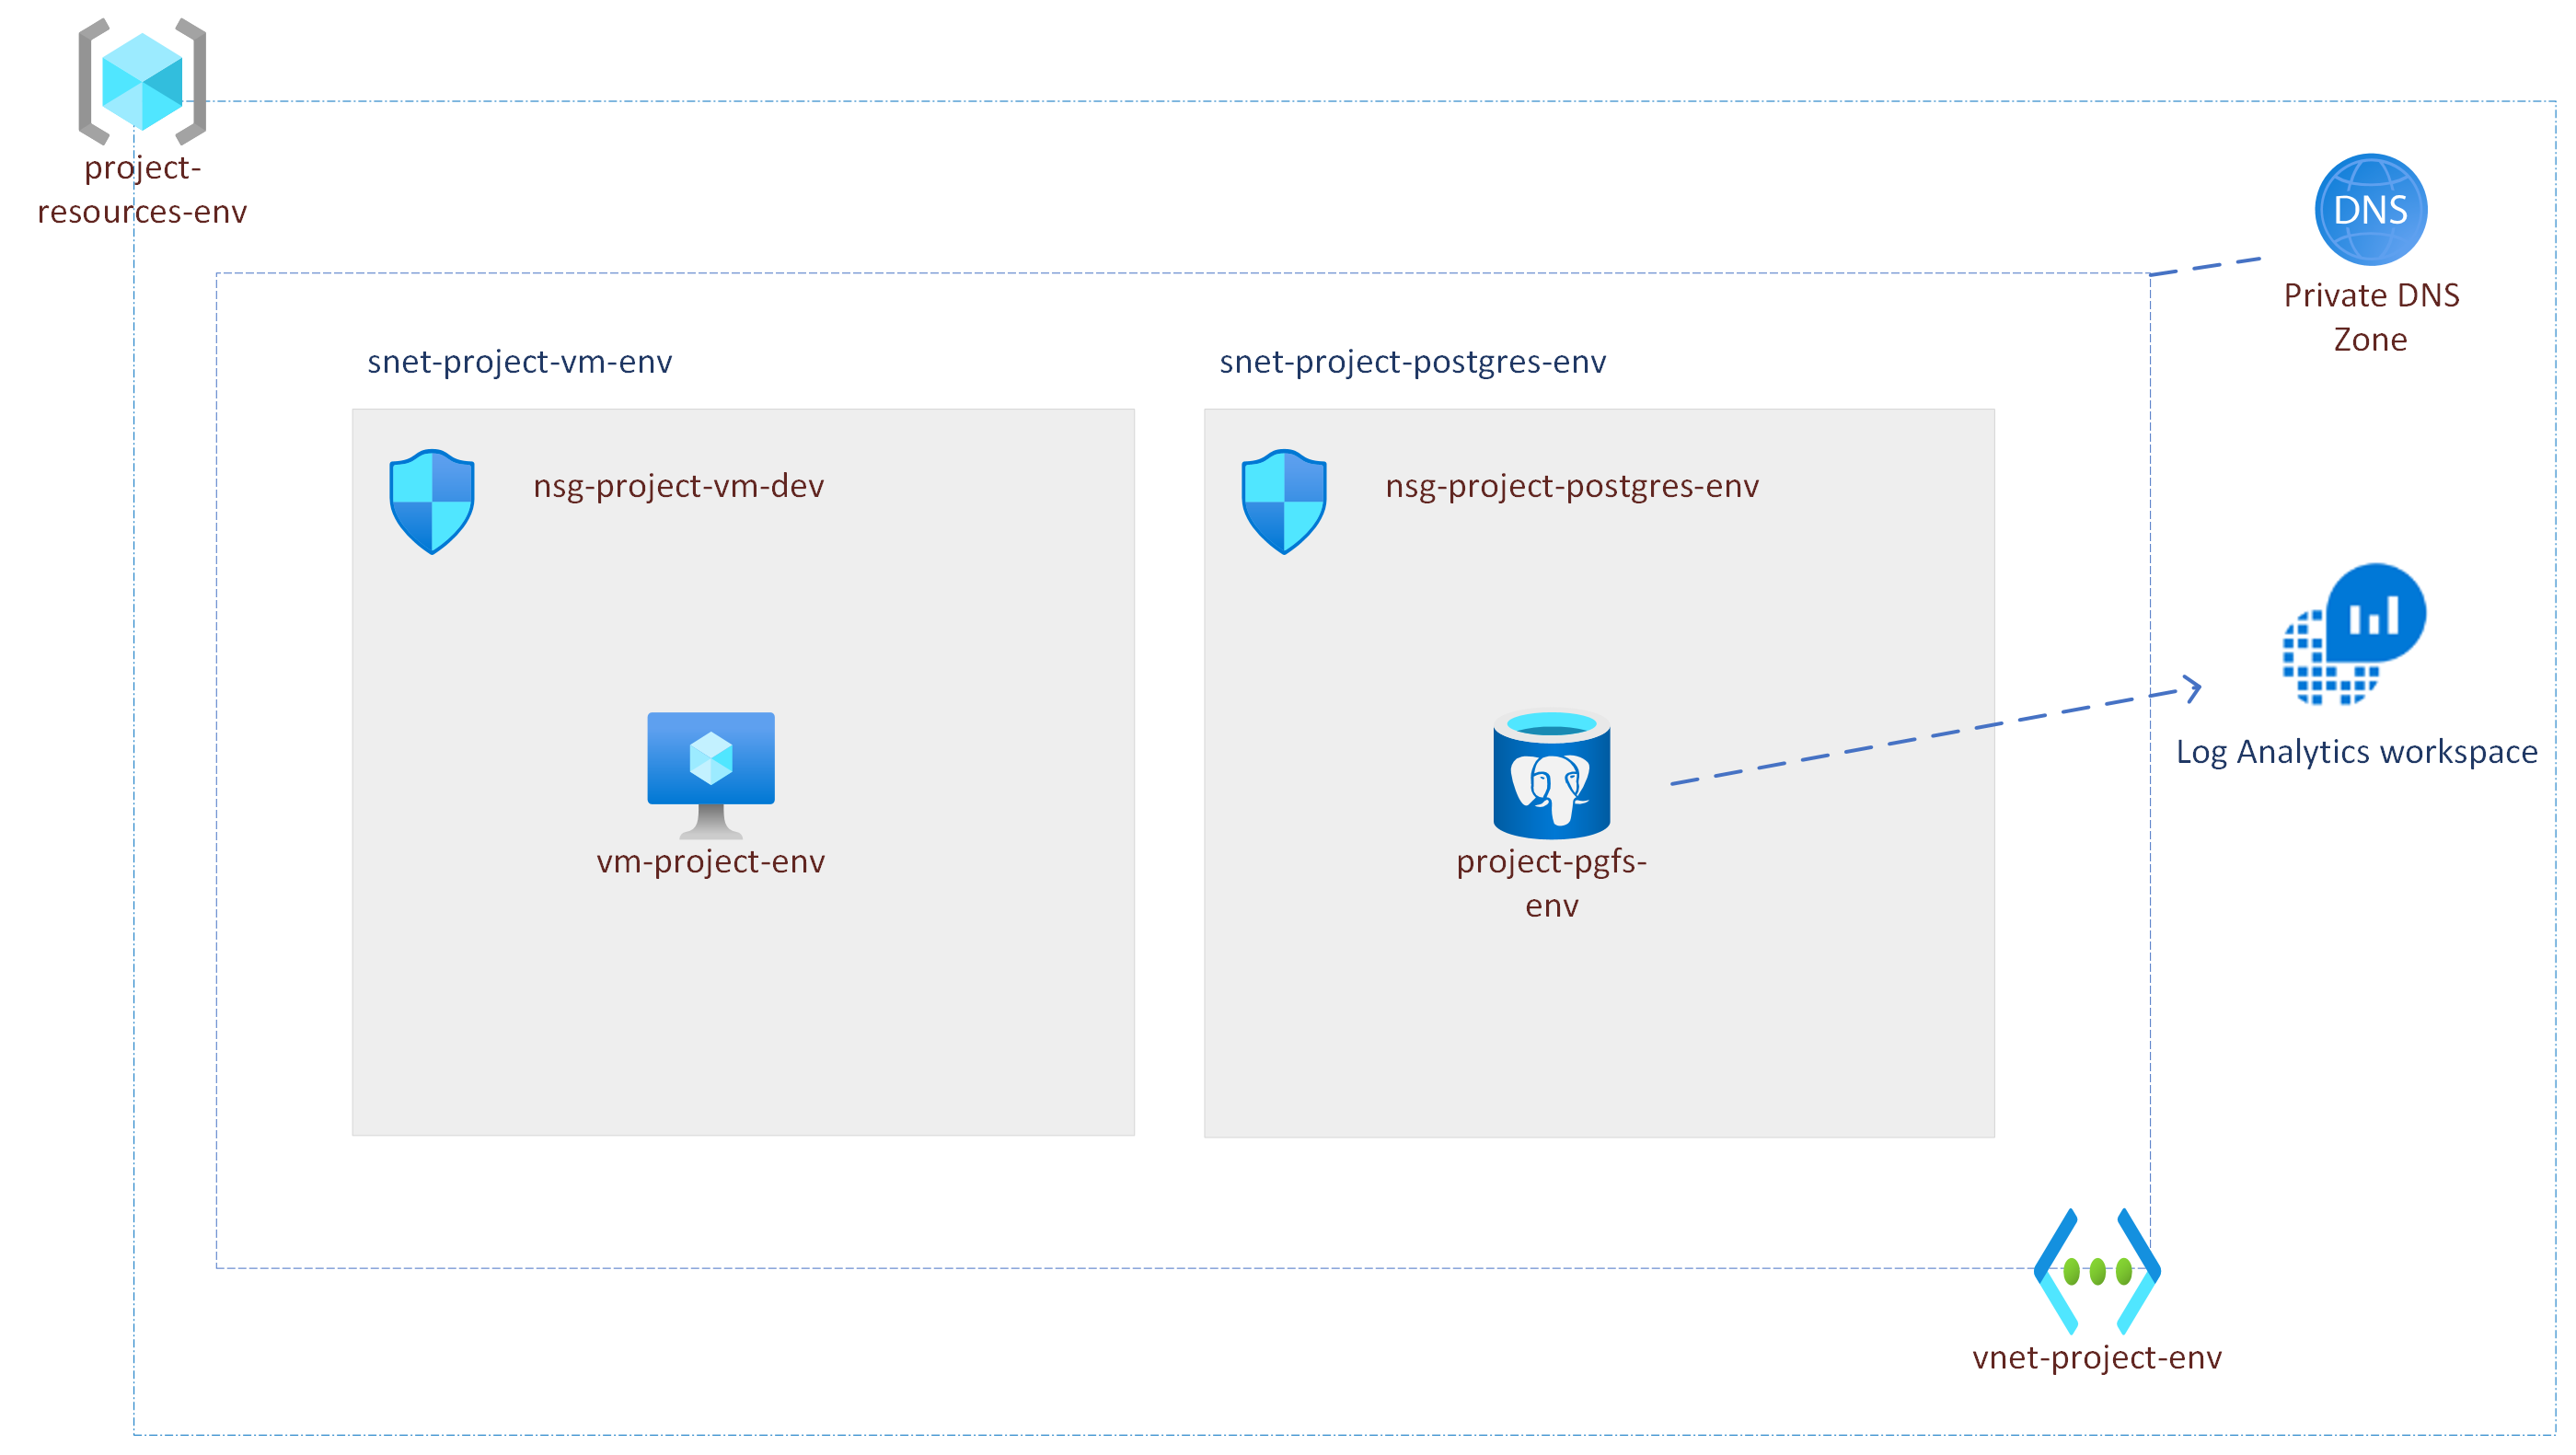 project-
resources-env
DNS
Private DNS
Zone
snet-project-vm-env
snet-project-postgres-env
nsg-project-vm-dev
nsg-project-postgres-env
Log Analytics workspace
vm-project-env
project-pgfs-
env
vnet-project-env